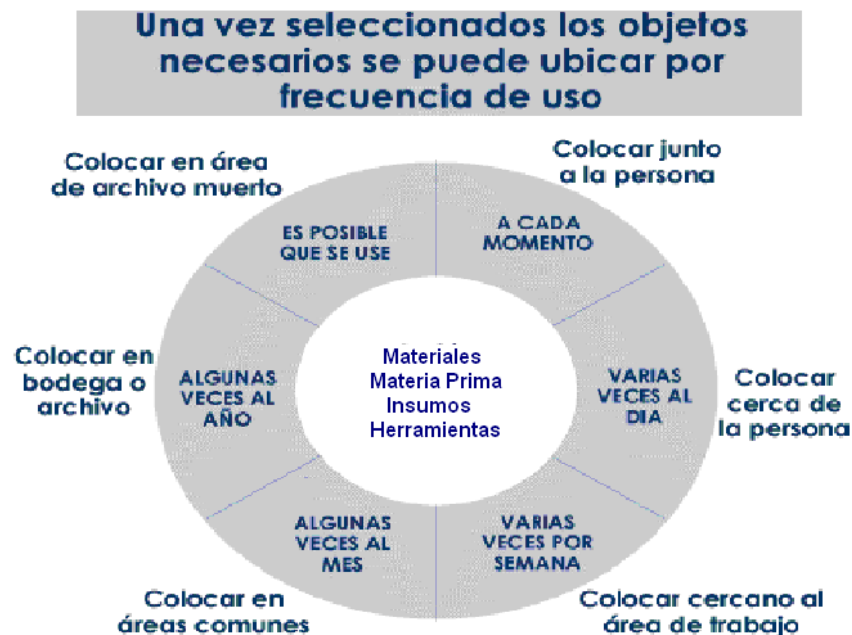 Una vez seleccionados los objetos
necesarios se puede ubicar por
frecuencia de uso
Colocar junto
a la persona
A CADA
MOMENTO
VARIAS
VECES AL
DIA
Colocar
cerca de
la persona
VARIAS
VECES POR
SEMANA
Colocar cercano al
área de trabajo
ALGUNAS
VECES AL
MES
Colocar en
áreas comunes
ALGUNAS
VECES AL
AÑO
Colocar en
bodega o
archivo
ES POSIBLE
QUE SE USE
Colocar en área
de archivo muerto
Materiales
Materia Prima
Insumos
Herramientas